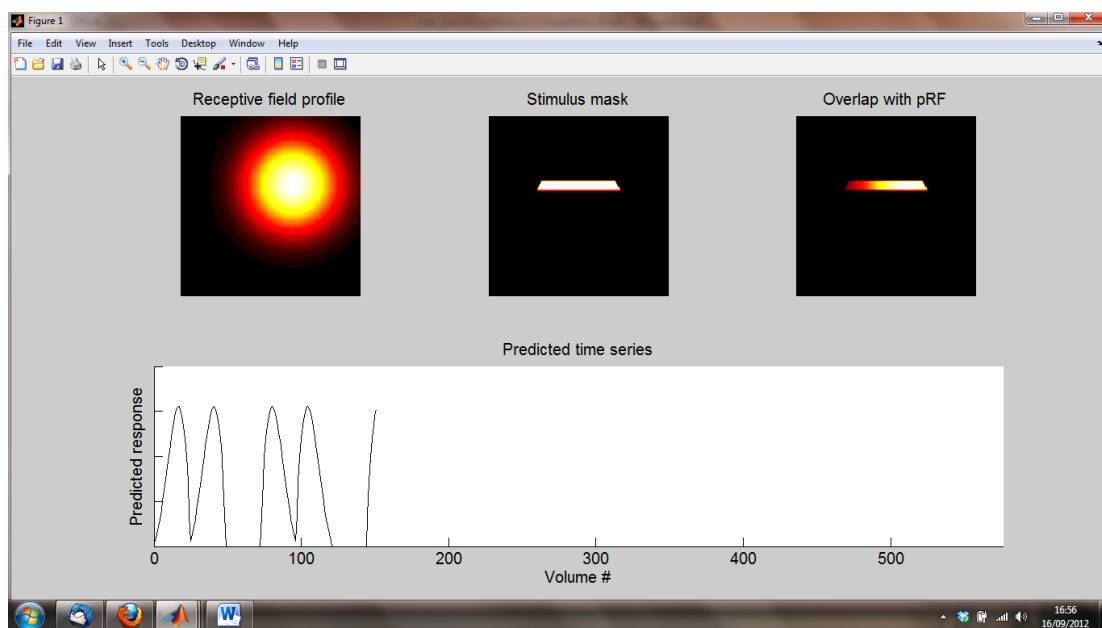 Figure 1
File Edit View Insert Tools Desktop Window Help
Receptive field profile
Stimulus mask
Overlap with pRF
Predicted time series
Predicted response
0 100 200 300 400 500
Volume #
W
16:56
16/09/2012